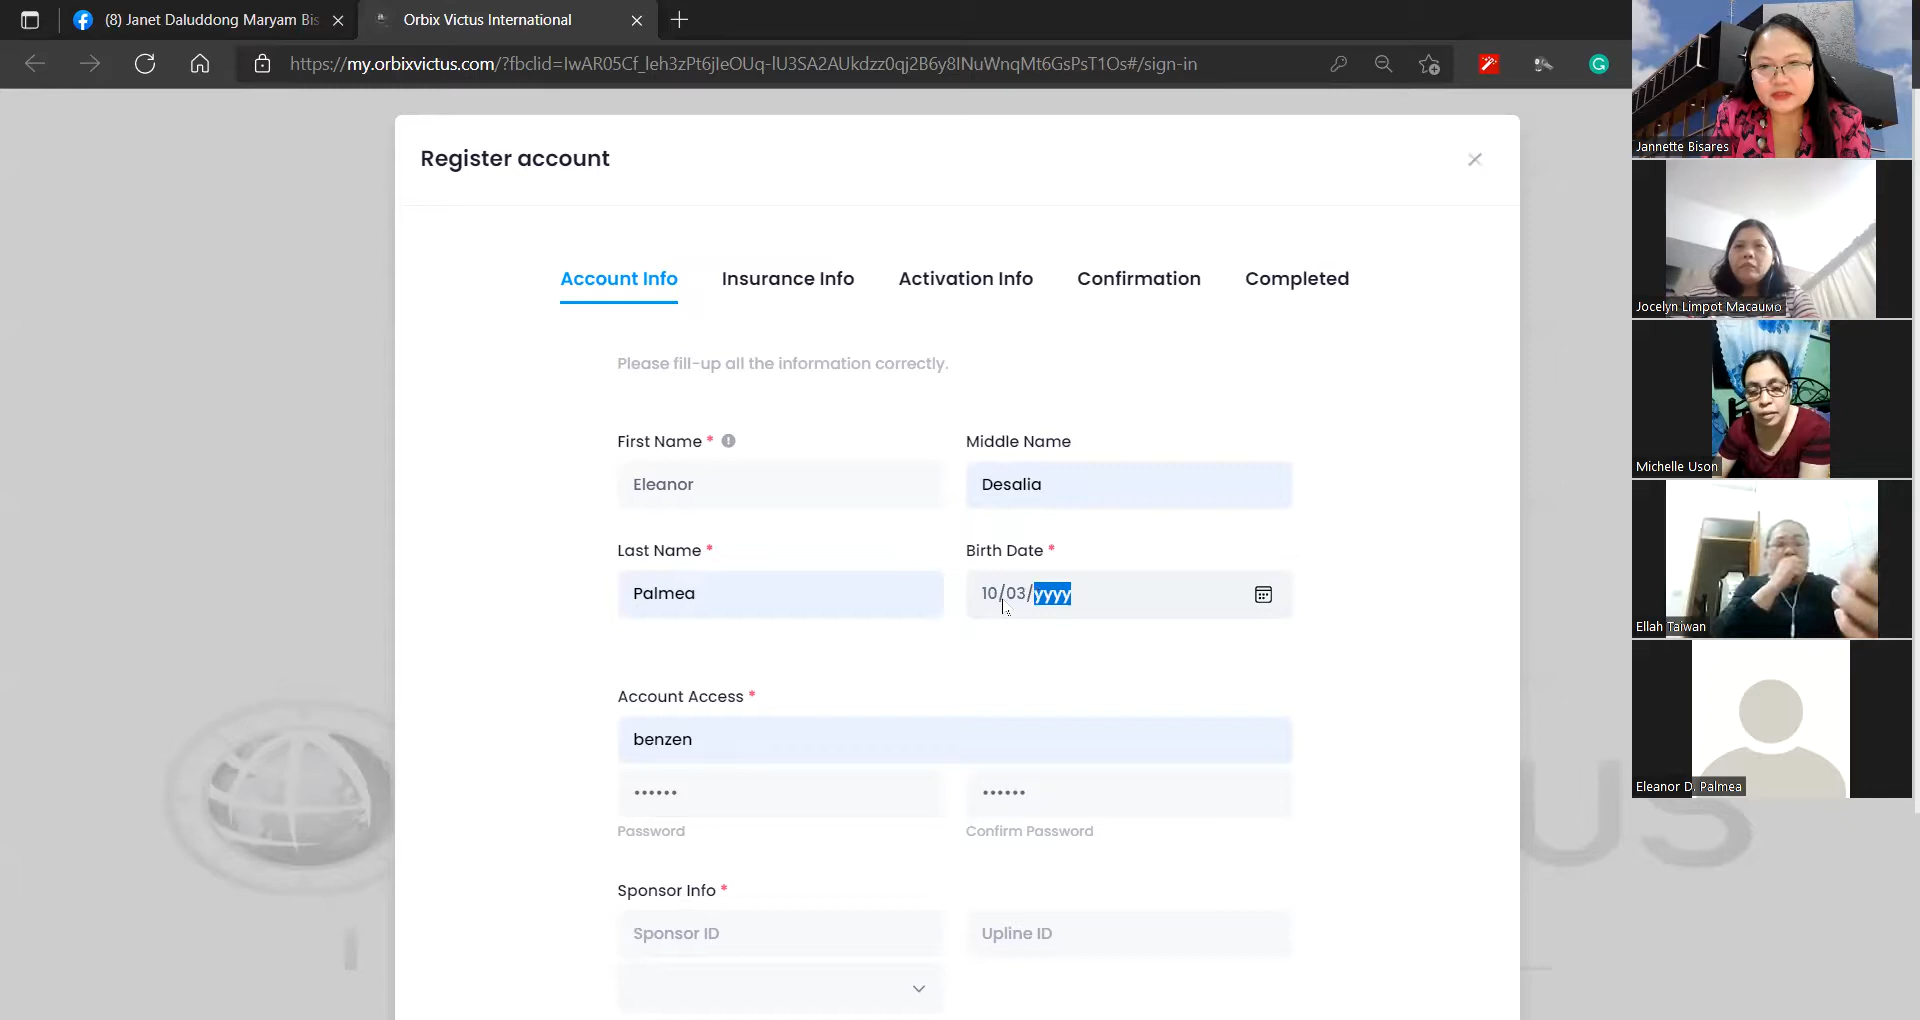 (8) Janet Daluddong Maryam Bis
Orbix Victus International
https://my.orbixvictus.com/?fbclid=IwAR05Cf_leh3zPt6jIeOUq-lU3SA2AUkdzz0qj2B6y8INuWnqMt6GsPsT1Os#/sign-in
Register account
Account Info Insurance Info Activation Info Confirmation Completed
Please fill-up all the information correctly.
First Name * Middle Name
Eleanor Desalia
Last Name * Birth Date *
Palmea 10/03/yyyy
Account Access *
benzen
•••••• ••••••
Password Confirm Password
Sponsor Info *
Sponsor ID Upline ID
US
I
Jannette Bisares
Jocelyn Limpot Macaumo
Michelle Uson
Ellah Taiwan
Eleanor D. Palmea